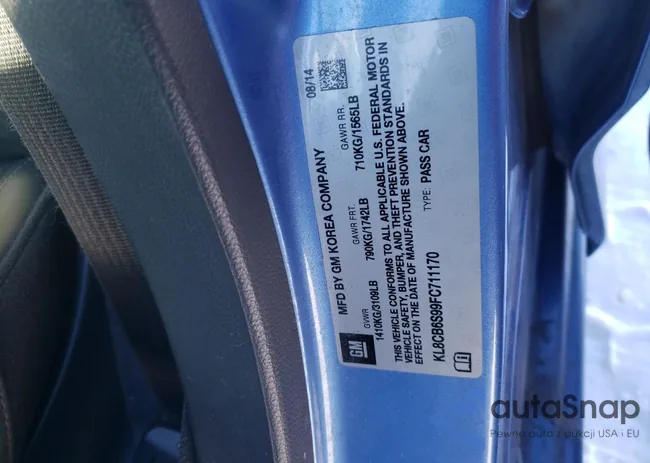 MFD BY GM KOREA COMPANY 08/14
GVWR GAWR FRT. GAWR RR.
1410KG/3109LB 790KG/1742LB 710KG/1565LB
THIS VEHICLE CONFORMS TO ALL APPLICABLE U.S. FEDERAL MOTOR
VEHICLE SAFETY, BUMPER, AND THEFT PREVENTION STANDARDS IN
EFFECT ON THE DATE OF MANUFACTURE SHOWN ABOVE.
KL8CB6S99FC711170 TYPE: PASS CAR
GM
autaSnap
Pewne auta z aukcji USA i EU